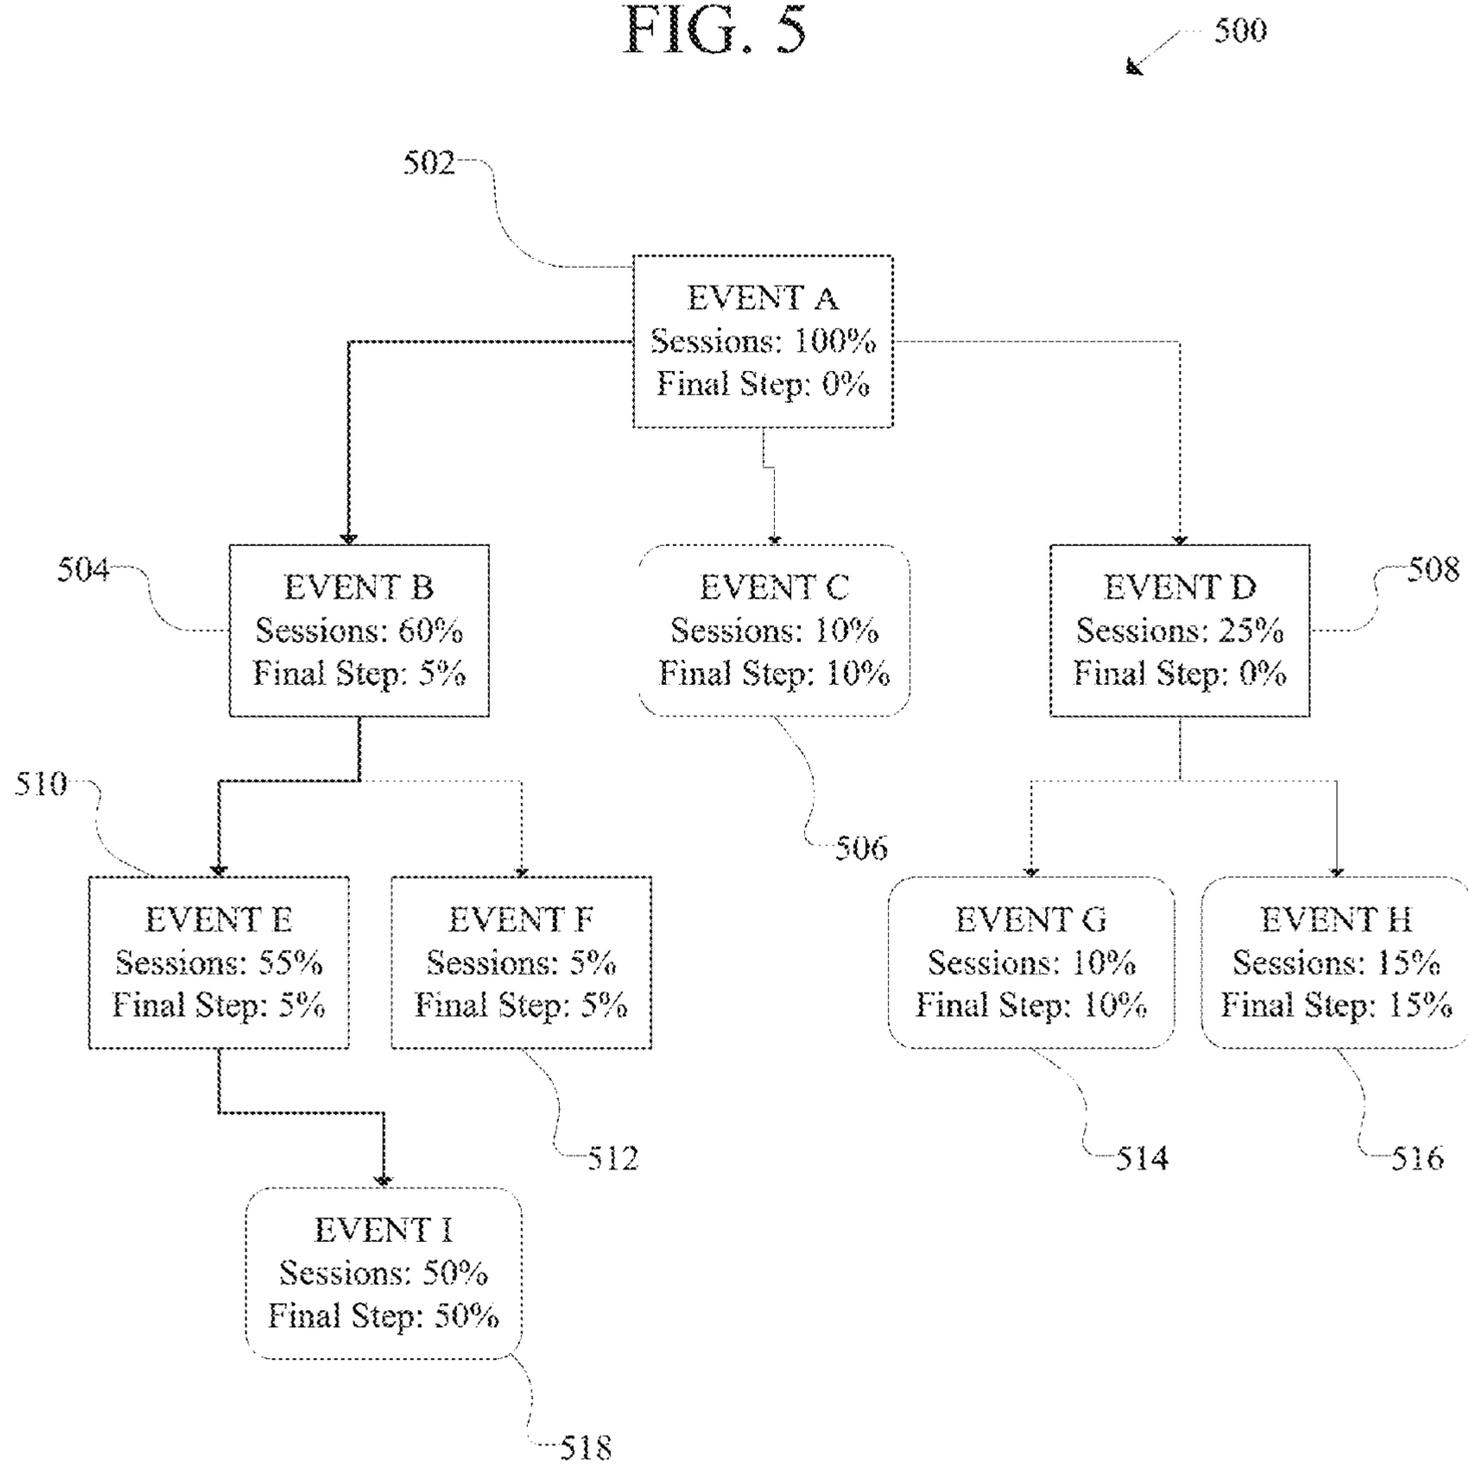 FIG. 5
500
502
EVENT A
Sessions: 100%
Final Step: 0%
504
EVENT B
Sessions: 60%
Final Step: 5%
EVENT C
Sessions: 10%
Final Step: 10%
506
EVENT D
Sessions: 25%
Final Step: 0%
508
510
EVENT E
Sessions: 55%
Final Step: 5%
EVENT F
Sessions: 5%
Final Step: 5%
512
EVENT G
Sessions: 10%
Final Step: 10%
514
EVENT H
Sessions: 15%
Final Step: 15%
516
EVENT I
Sessions: 50%
Final Step: 50%
518